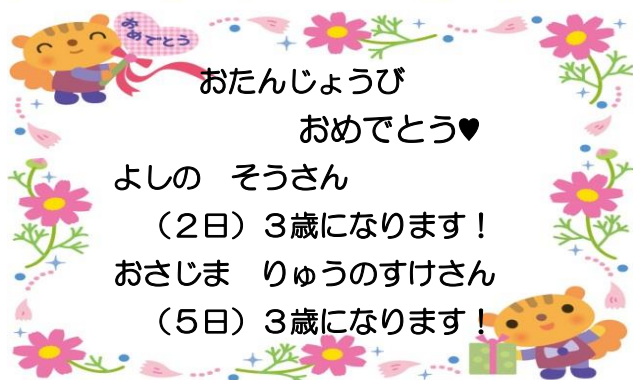 おめでとう
おたんじょうび
おめでとう♥
よしの　そうさん
（２日）３歳になります！
おさじま　りゅうのすけさん
（５日）３歳になります！